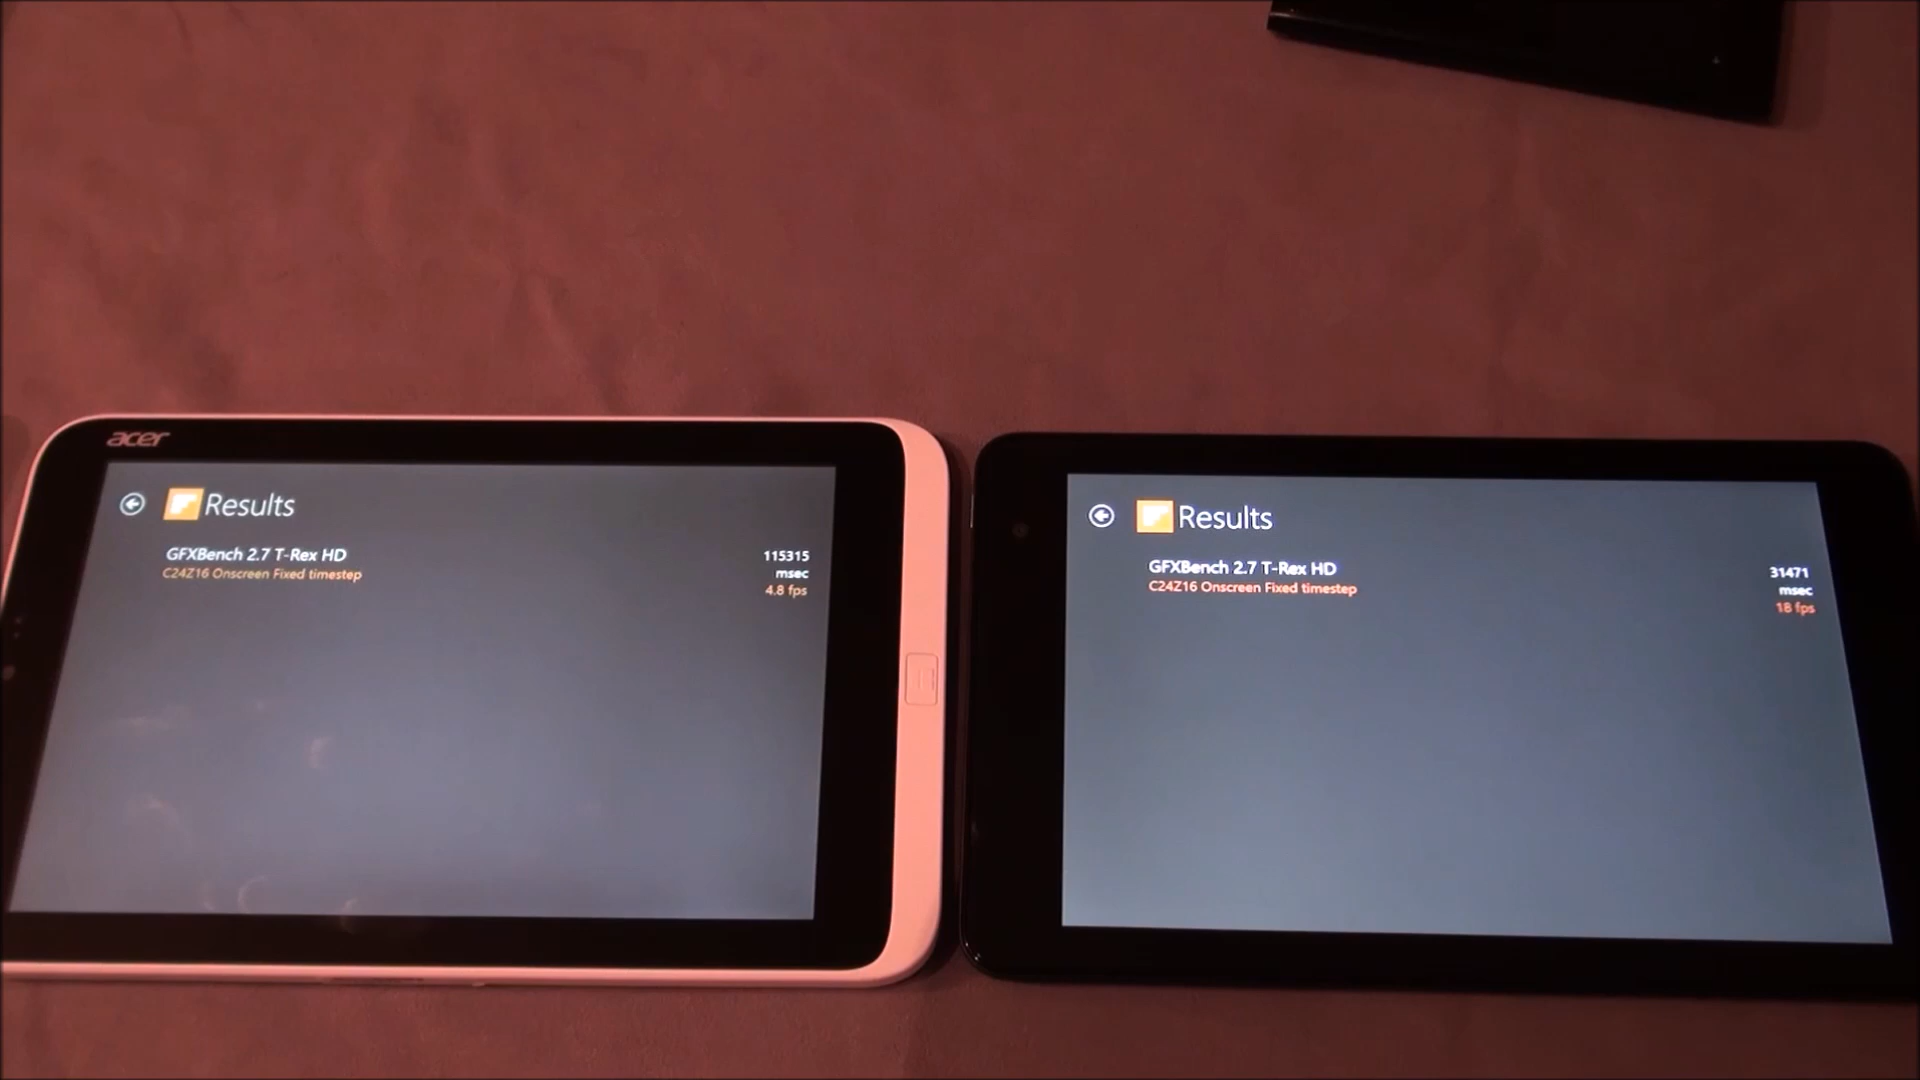 acer
Results
GFXBench 2.7 T-Rex HD
C24Z16 Onscreen Fixed timestep
115315
msec
4.8 fps
Results
GFXBench 2.7 T-Rex HD
C24Z16 Onscreen Fixed timestep
31471
msec
18 fps